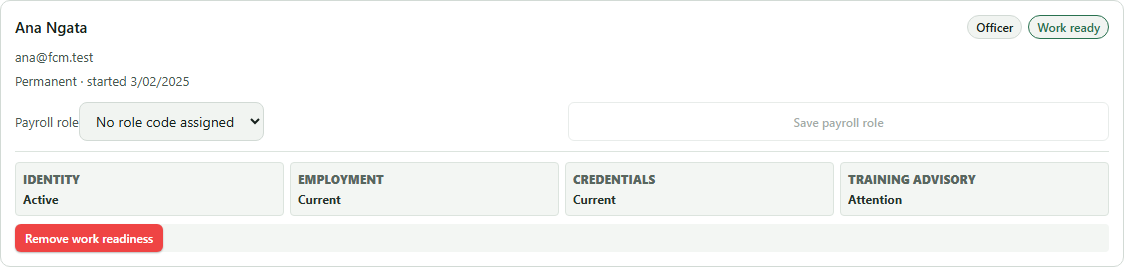 Ana Ngata
Officer
Work ready
ana@fcm.test
Permanent · started 3/02/2025
Payroll role
No role code assigned
Save payroll role
IDENTITY
Active
EMPLOYMENT
Current
CREDENTIALS
Current
TRAINING ADVISORY
Attention
Remove work readiness